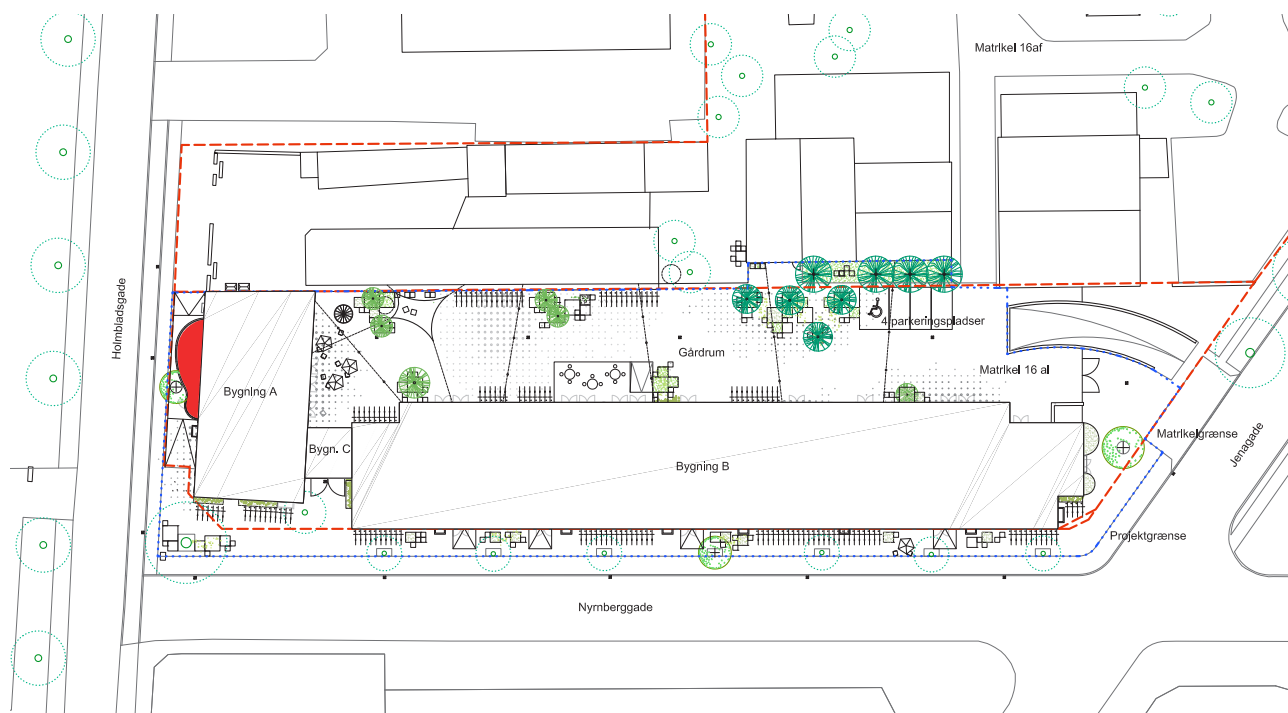 Matrikel 16af
Holmbladsgade
4 parkeringspladser
Gårdrum
Matrikel 16 al
Bygning A
Matrikelgrænse
Jenagade
Bygn. C
Bygning B
Projektgrænse
Nyrnberggade